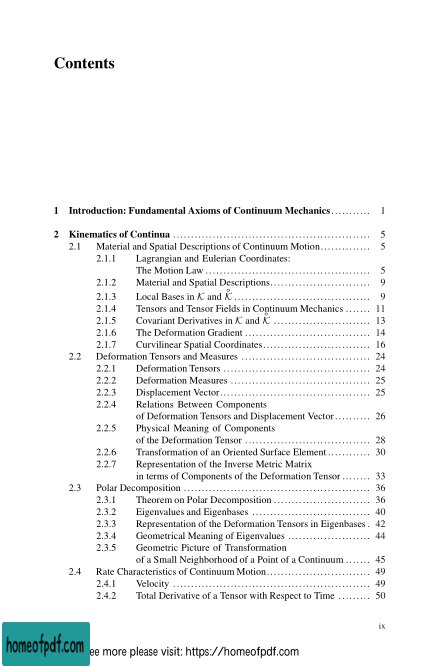 Contents
1 Introduction: Fundamental Axioms of Continuum Mechanics........... 1
2 Kinematics of Continua ....................................................... 5
2.1 Material and Spatial Descriptions of Continuum Motion.............. 5
2.1.1 Lagrangian and Eulerian Coordinates:
The Motion Law .............................................. 5
2.1.2 Material and Spatial Descriptions............................ 9
2.1.3 Local Bases in K and K̊ ...................................... 9
2.1.4 Tensors and Tensor Fields in Continuum Mechanics ....... 11
2.1.5 Covariant Derivatives in K and K̊ ........................... 13
2.1.6 The Deformation Gradient ................................... 14
2.1.7 Curvilinear Spatial Coordinates.............................. 16
2.2 Deformation Tensors and Measures .................................... 24
2.2.1 Deformation Tensors ......................................... 24
2.2.2 Deformation Measures ....................................... 25
2.2.3 Displacement Vector.......................................... 25
2.2.4 Relations Between Components
of Deformation Tensors and Displacement Vector.......... 26
2.2.5 Physical Meaning of Components
of the Deformation Tensor ................................... 28
2.2.6 Transformation of an Oriented Surface Element............ 30
2.2.7 Representation of the Inverse Metric Matrix
in terms of Components of the Deformation Tensor ........ 33
2.3 Polar Decomposition .................................................... 36
2.3.1 Theorem on Polar Decomposition ........................... 36
2.3.2 Eigenvalues and Eigenbases ................................. 40
2.3.3 Representation of the Deformation Tensors in Eigenbases . 42
2.3.4 Geometrical Meaning of Eigenvalues ....................... 44
2.3.5 Geometric Picture of Transformation
of a Small Neighborhood of a Point of a Continuum ....... 45
2.4 Rate Characteristics of Continuum Motion............................. 49
2.4.1 Velocity ....................................................... 49
2.4.2 Total Derivative of a Tensor with Respect to Time ......... 50
ix
homeofpdf.com
ee more please visit: https://homeofpdf.com